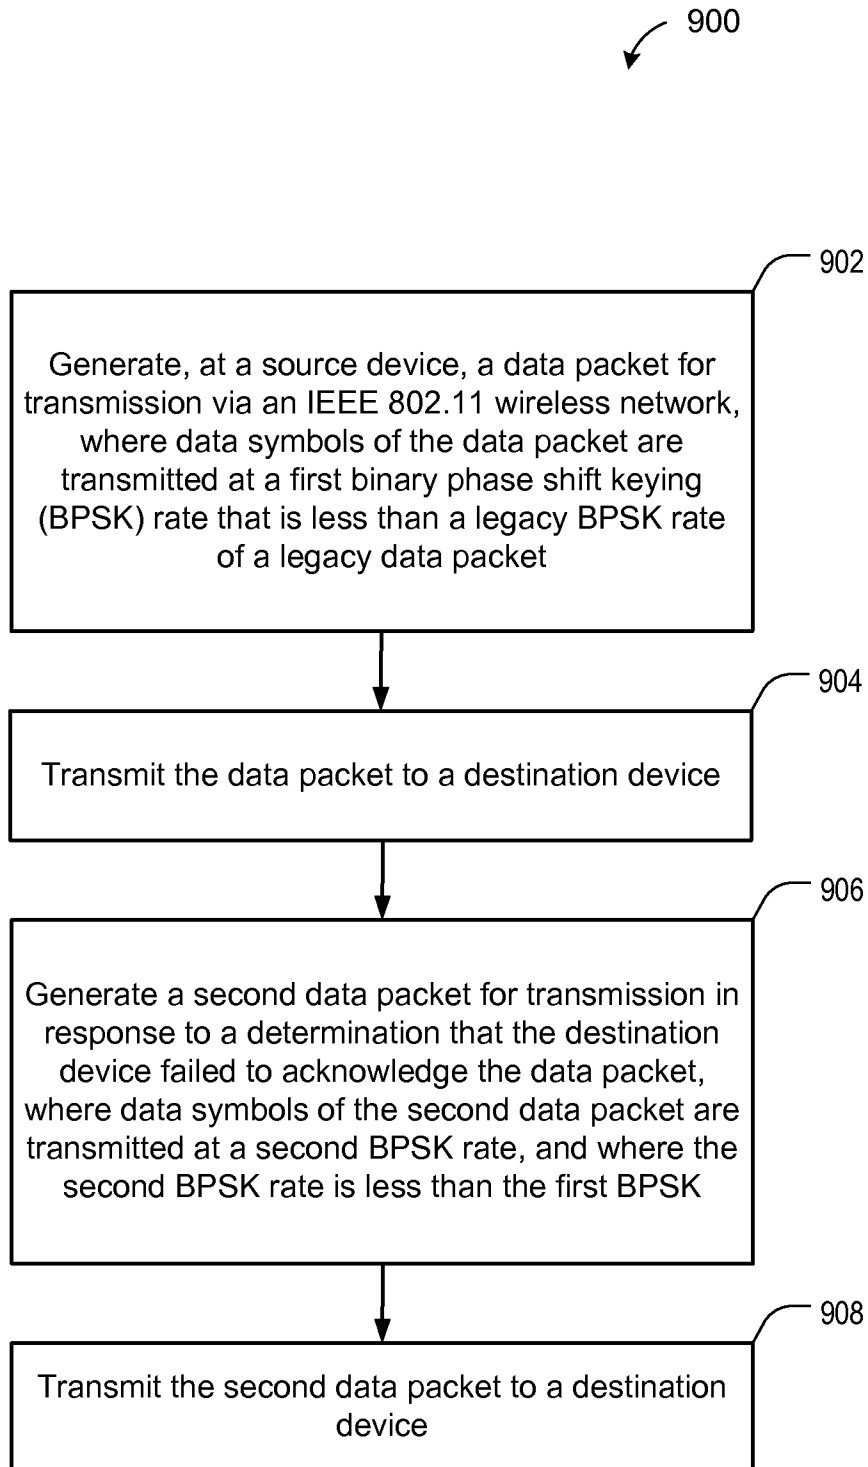 900
902
Generate, at a source device, a data packet for
transmission via an IEEE 802.11 wireless network,
where data symbols of the data packet are
transmitted at a first binary phase shift keying
(BPSK) rate that is less than a legacy BPSK rate
of a legacy data packet
904
Transmit the data packet to a destination device
906
Generate a second data packet for transmission in
response to a determination that the destination
device failed to acknowledge the data packet,
where data symbols of the second data packet are
transmitted at a second BPSK rate, and where the
second BPSK rate is less than the first BPSK
908
Transmit the second data packet to a destination
device